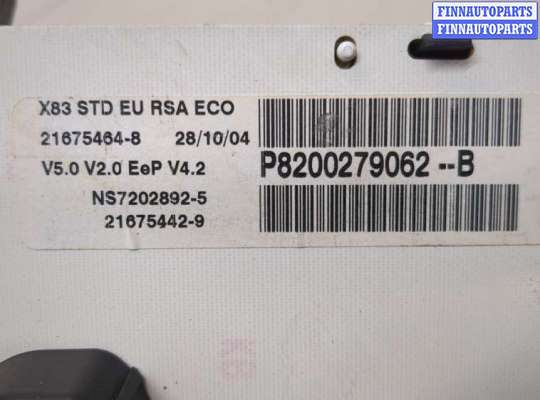 FINNAUTOPARTS
FINNAUTOPARTS
X83 STD EU RSA ECO
21675464-8 28/10/04
V5.0 V2.0 EeP V4.2
P8200279062 --B
NS7202892-5
21675442-9